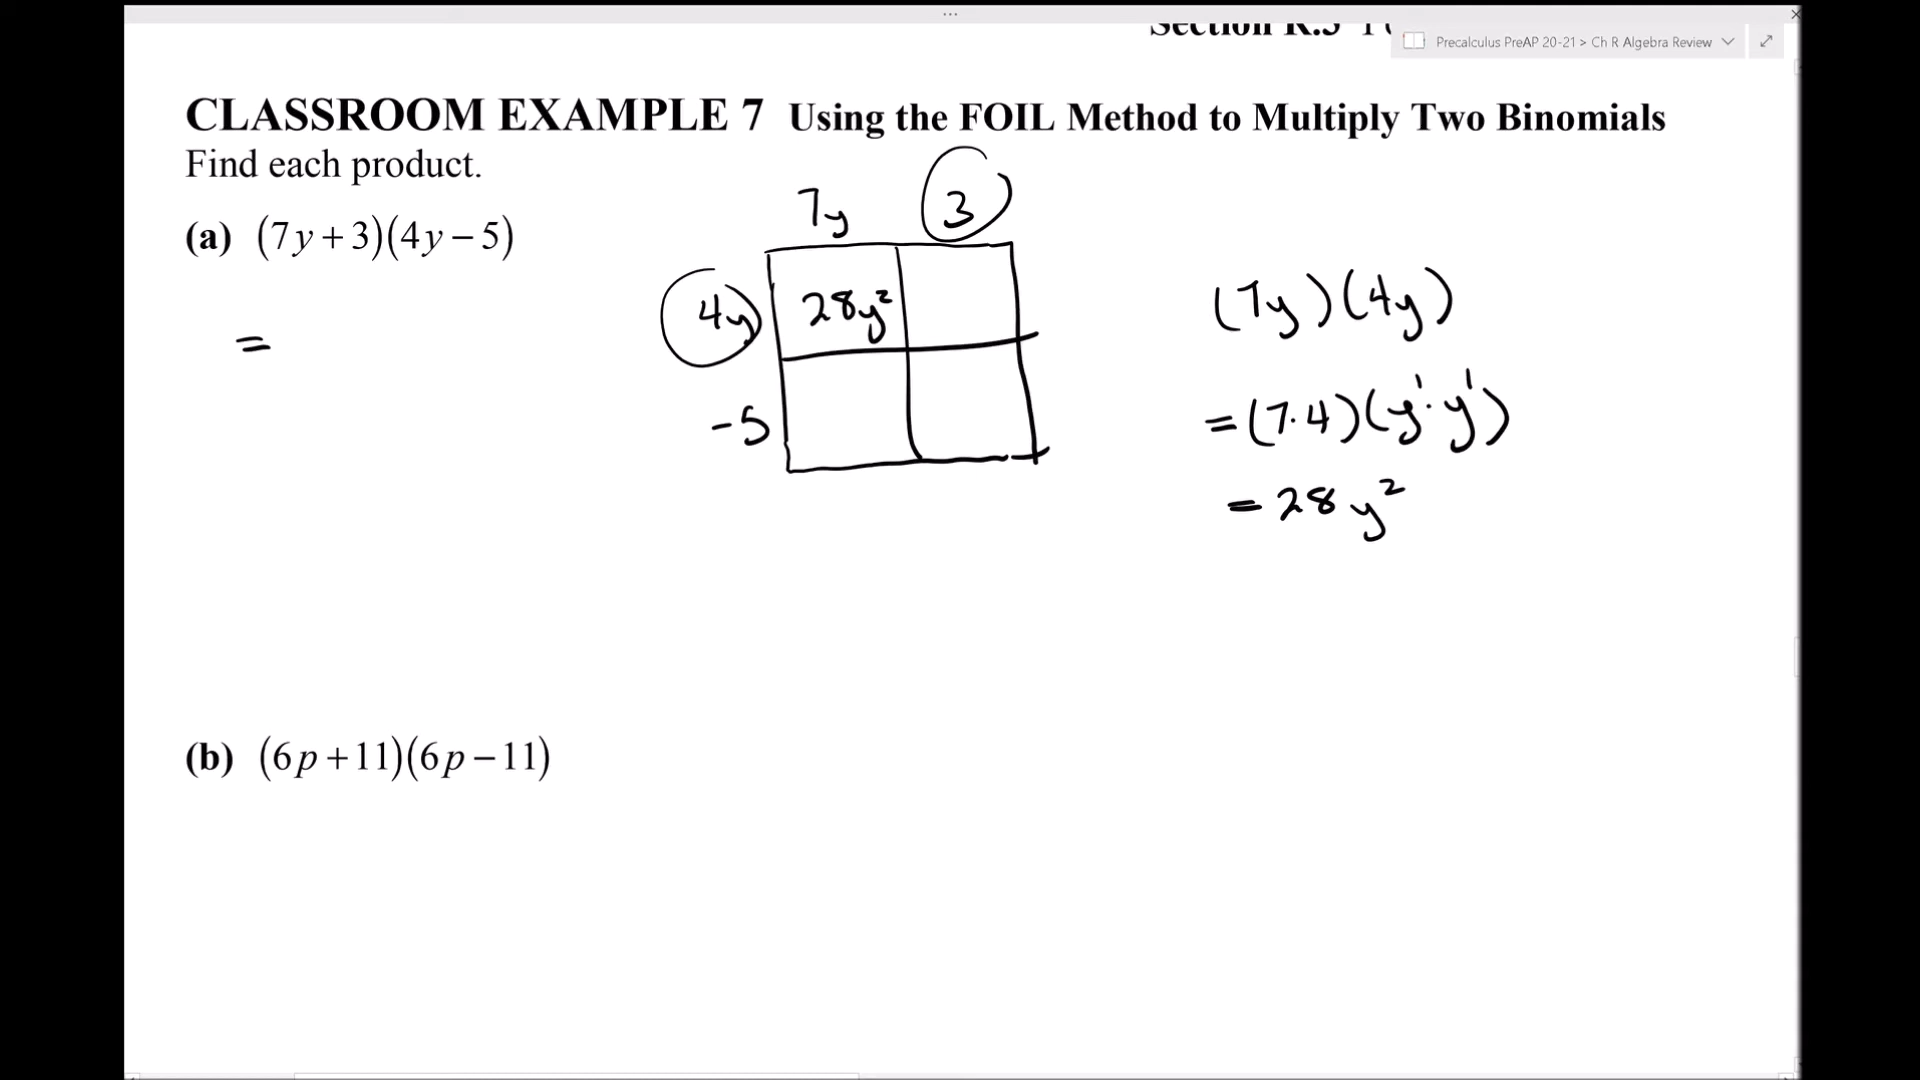 Precalculus PreAP 20-21 > Ch R Algebra Review
CLASSROOM EXAMPLE 7 Using the FOIL Method to Multiply Two Binomials
Find each product.
(a) (7y+3)(4y−5)
=
7y 3
4y 28y²
-5
(7y)(4y)
=(7·4)(y¹·y¹)
=28y²
(b) (6p+11)(6p−11)